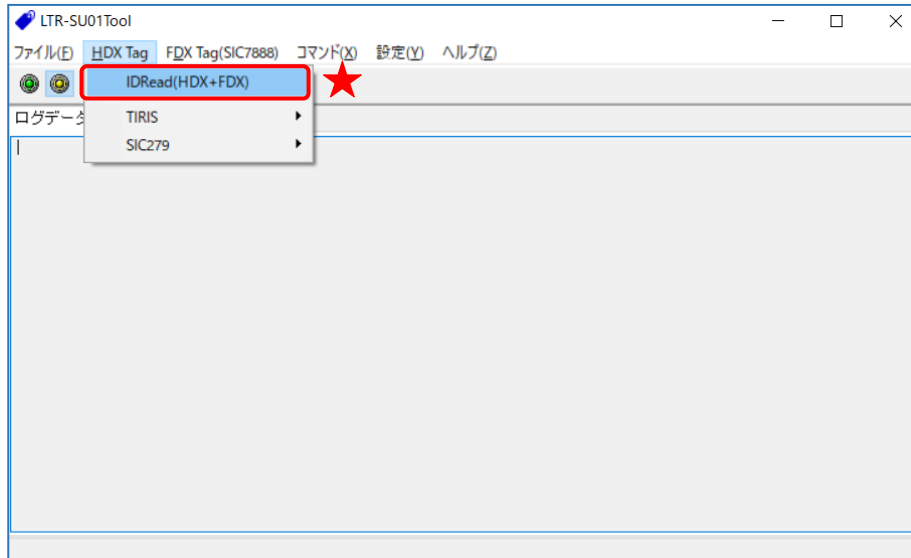 LTR-SU01Tool
ファイル(F) HDX Tag FDX Tag(SIC7888) コマンド(X) 設定(Y) ヘルプ(Z)
IDRead(HDX+FDX)
ログデータ
TIRIS
SIC279